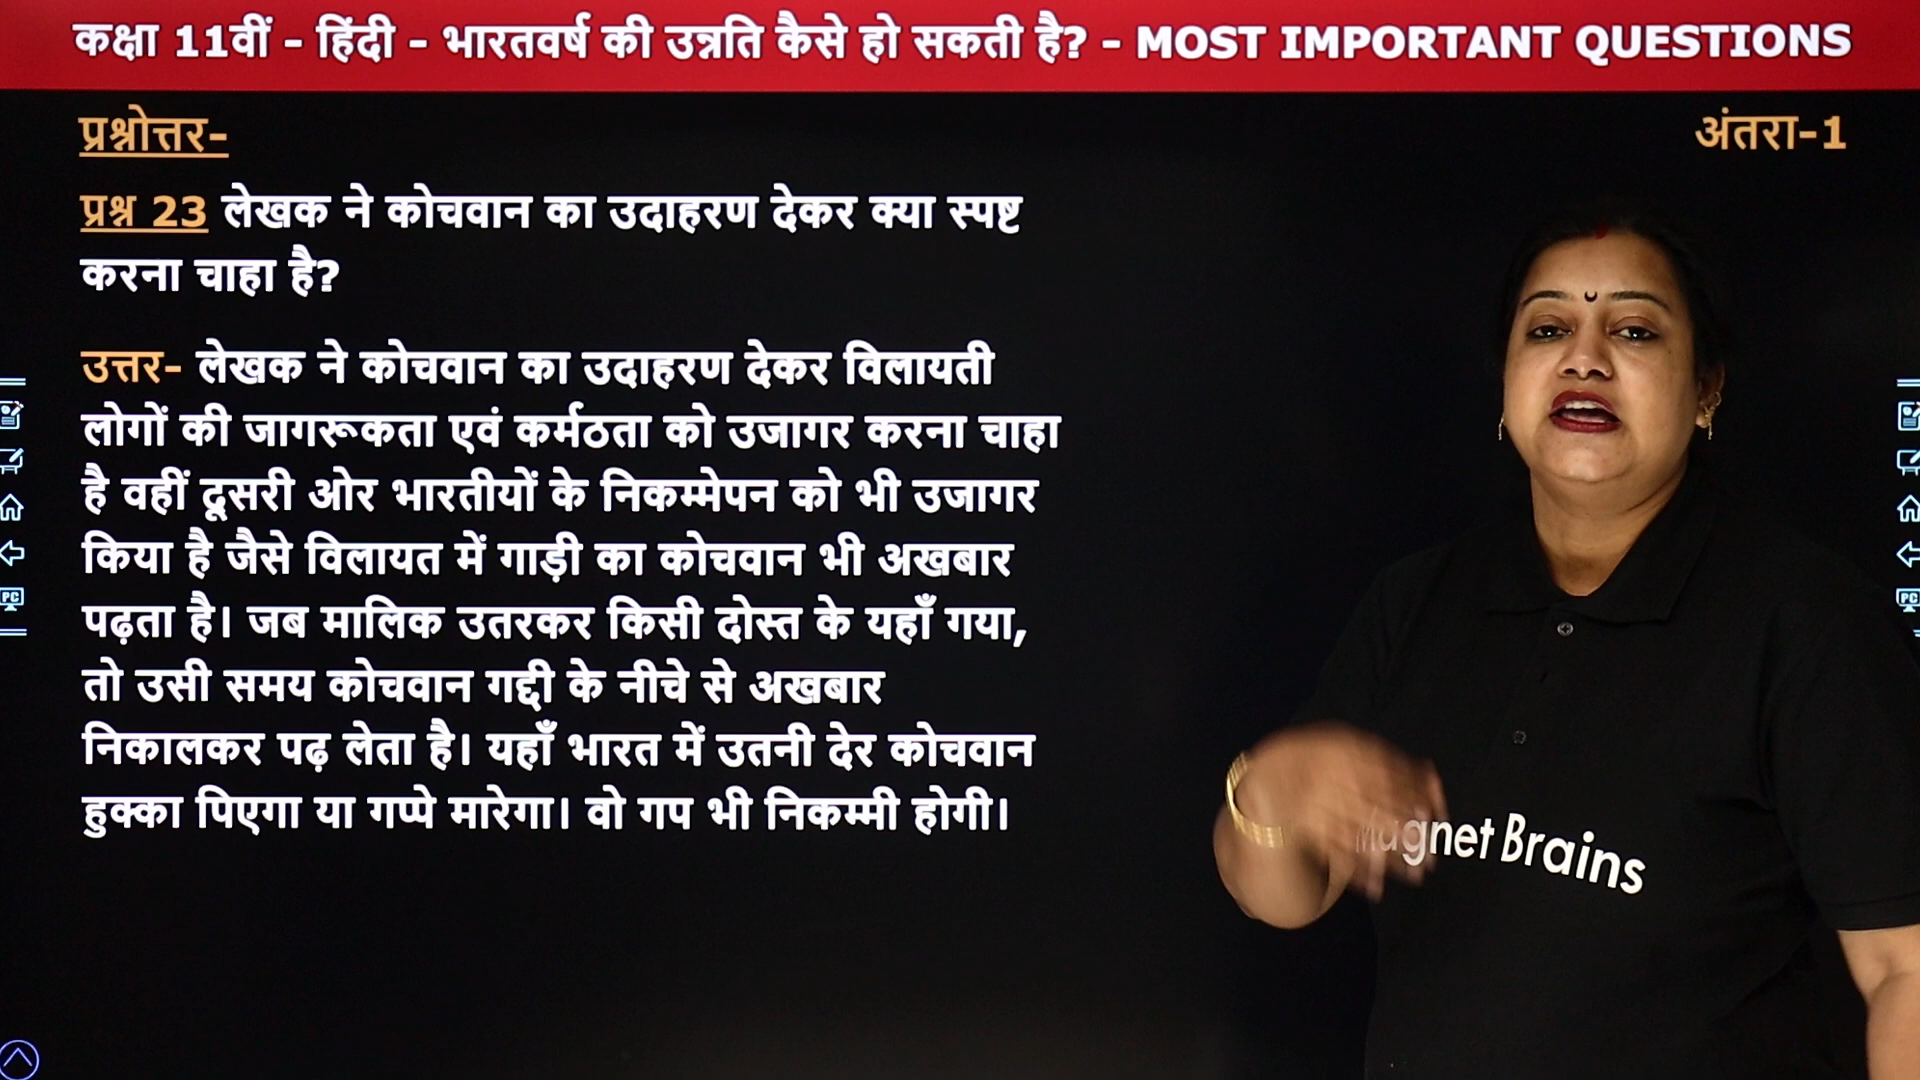 कक्षा 11वीं - हिंदी - भारतवर्ष की उन्नति कैसे हो सकती है? - MOST IMPORTANT QUESTIONS
प्रश्नोत्तर-
अंतरा-1
प्रश्न 23 लेखक ने कोचवान का उदाहरण देकर क्या स्पष्ट
करना चाहा है?
उत्तर- लेखक ने कोचवान का उदाहरण देकर विलायती
लोगों की जागरूकता एवं कर्मठता को उजागर करना चाहा
है वहीं दूसरी ओर भारतीयों के निकम्मेपन को भी उजागर
किया है जैसे विलायत में गाड़ी का कोचवान भी अखबार
पढ़ता है। जब मालिक उतरकर किसी दोस्त के यहाँ गया,
तो उसी समय कोचवान गद्दी के नीचे से अखबार
निकालकर पढ़ लेता है। यहाँ भारत में उतनी देर कोचवान
हुक्का पिएगा या गप्पे मारेगा। वो गप भी निकम्मी होगी।
Magnet Brains
PC
PC